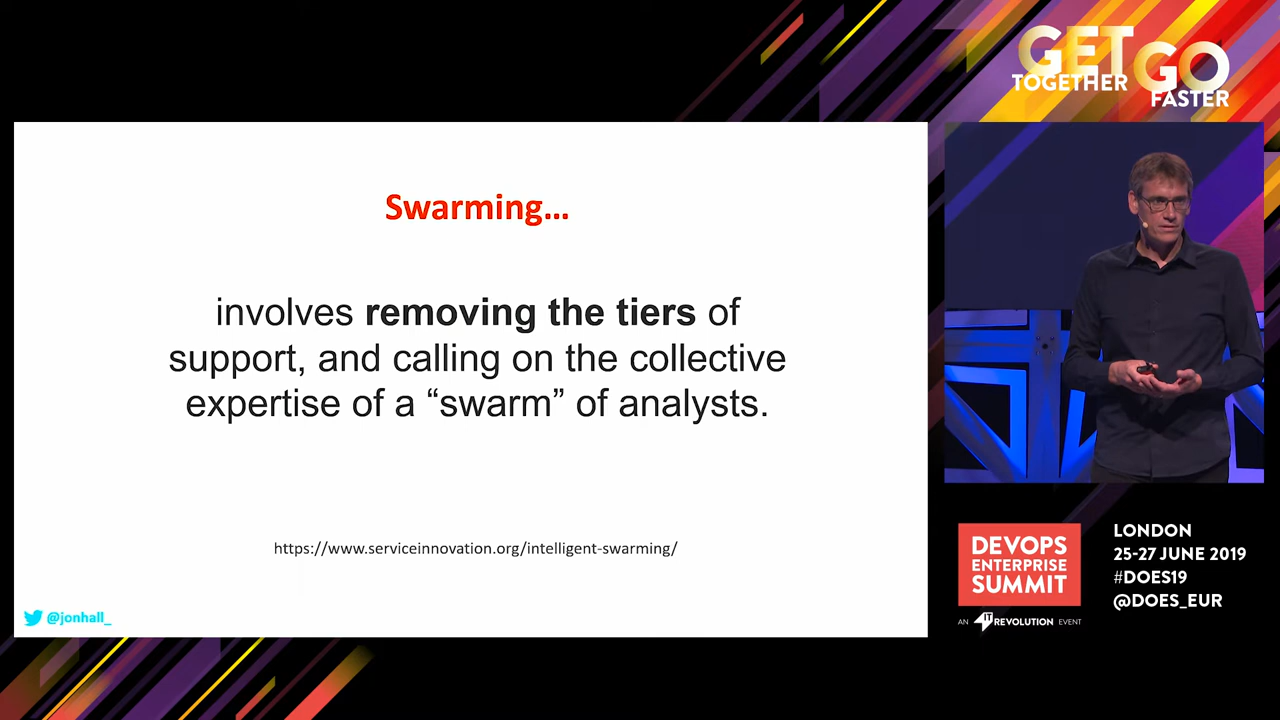 GET
TOGETHER
GO
FASTER
Swarming...
involves removing the tiers of
support, and calling on the collective
expertise of a “swarm” of analysts.
https://www.serviceinnovation.org/intelligent-swarming/
@jonhall_
DEVOPS
ENTERPRISE
SUMMIT
AN IT REVOLUTION EVENT
LONDON
25-27 JUNE 2019
#DOES19
@DOES_EUR